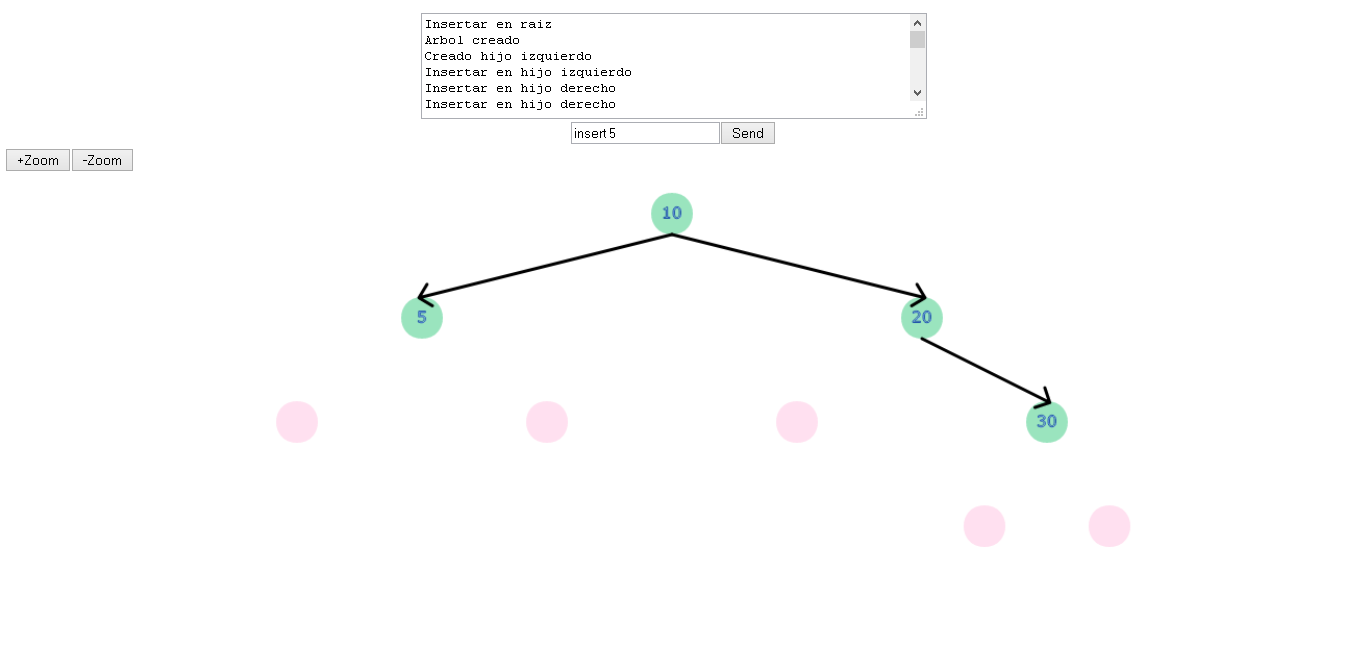 Insertar en raiz
Arbol creado
Creado hijo izquierdo
Insertar en hijo izquierdo
Insertar en hijo derecho
Insertar en hijo derecho
insert 5 Send
+Zoom -Zoom
10
5 20
30